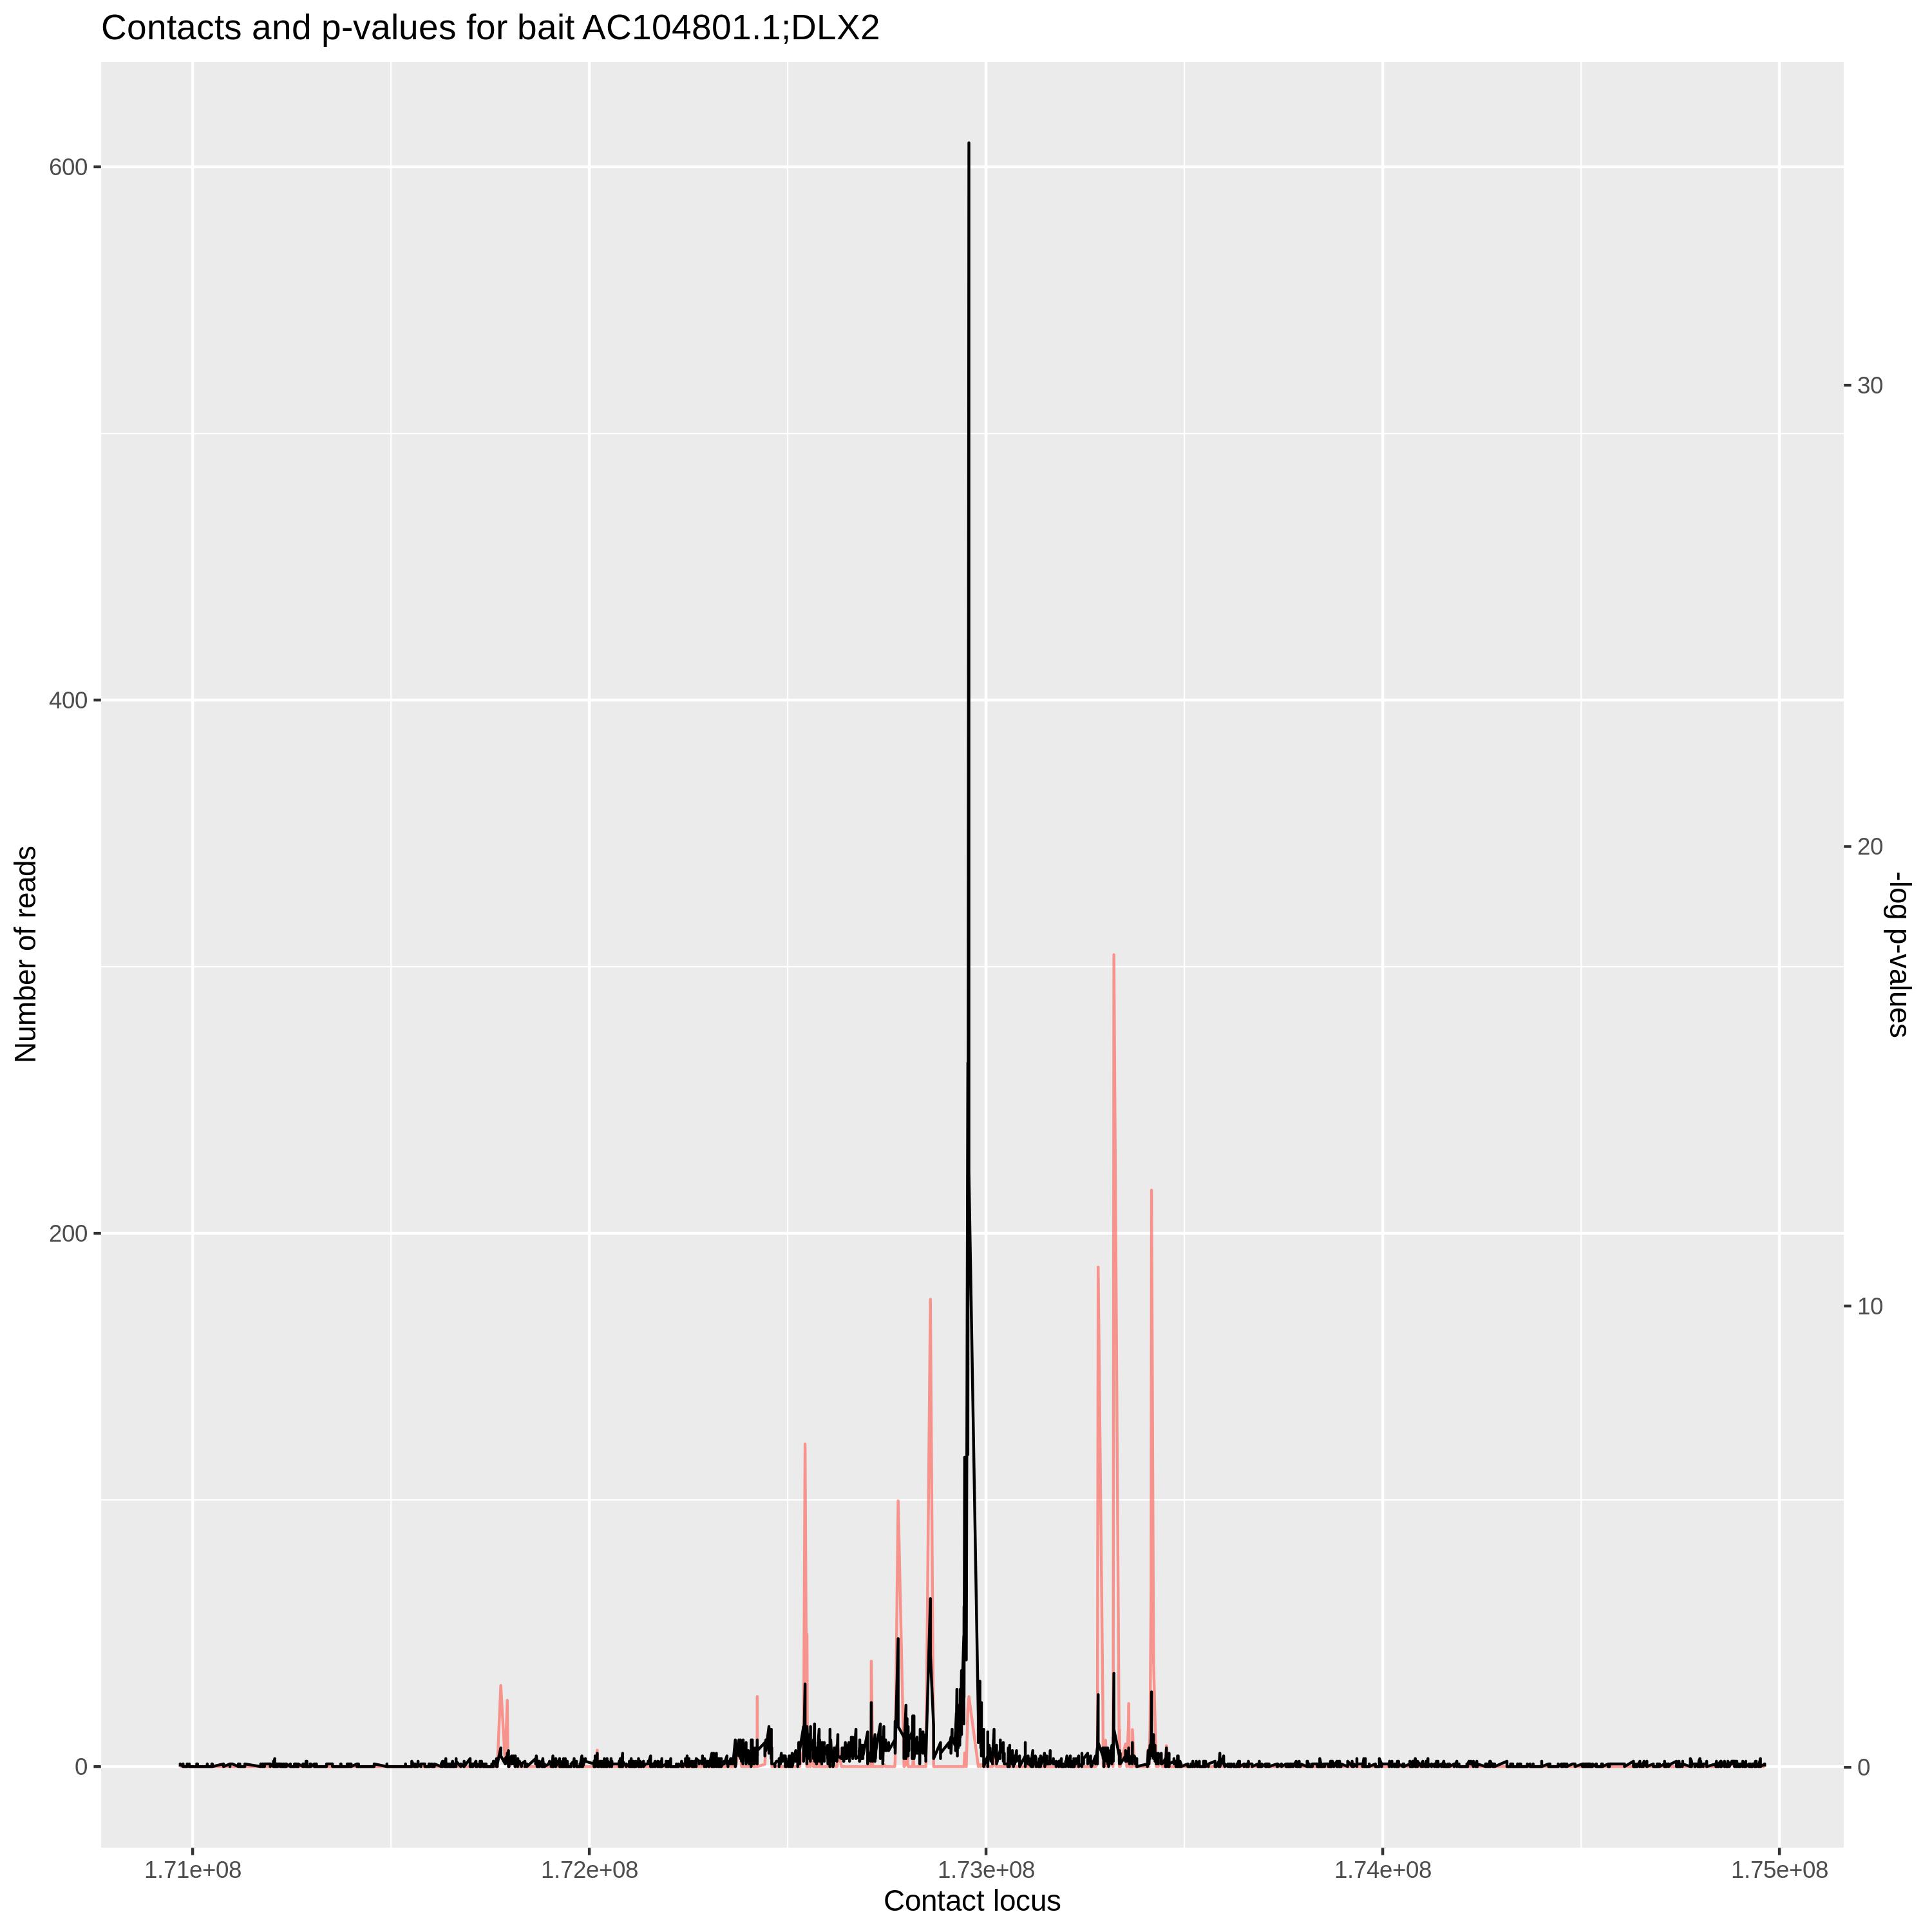 Contacts and p-values for bait AC104801.1;DLX2
Number of reads
600
400
200
0
30
20
10
0
-log p-values
1.71e+08
1.72e+08
1.73e+08
1.74e+08
1.75e+08
Contact locus